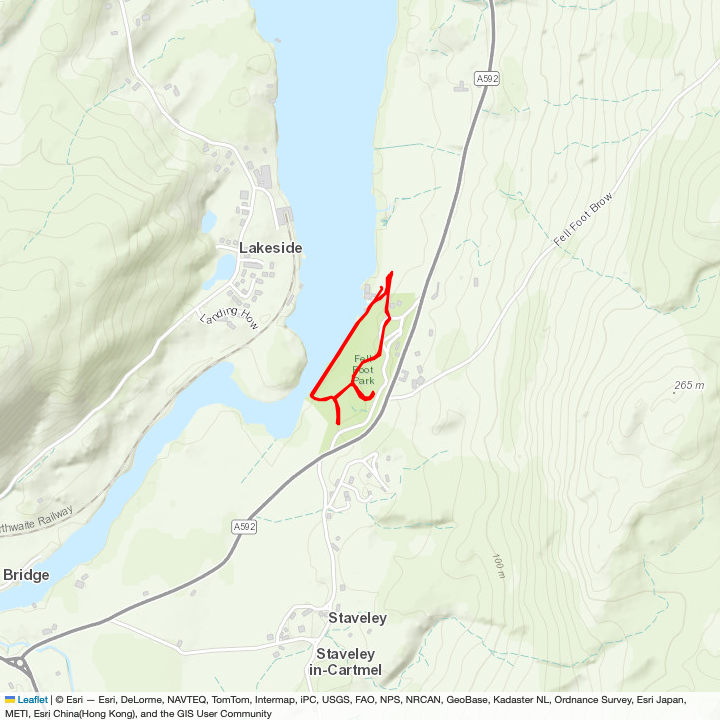 A592
Fell Foot Brow
Lakeside
Landing How
Fell
Foot
Park
265 m
A592
rthwaite Railway
100 m
Bridge
Staveley
Staveley
in-Cartmel
Leaflet | © Esri — Esri, DeLorme, NAVTEQ, TomTom, Intermap, iPC, USGS, FAO, NPS, NRCAN, GeoBase, Kadaster NL, Ordnance Survey, Esri Japan,
METI, Esri China(Hong Kong), and the GIS User Community